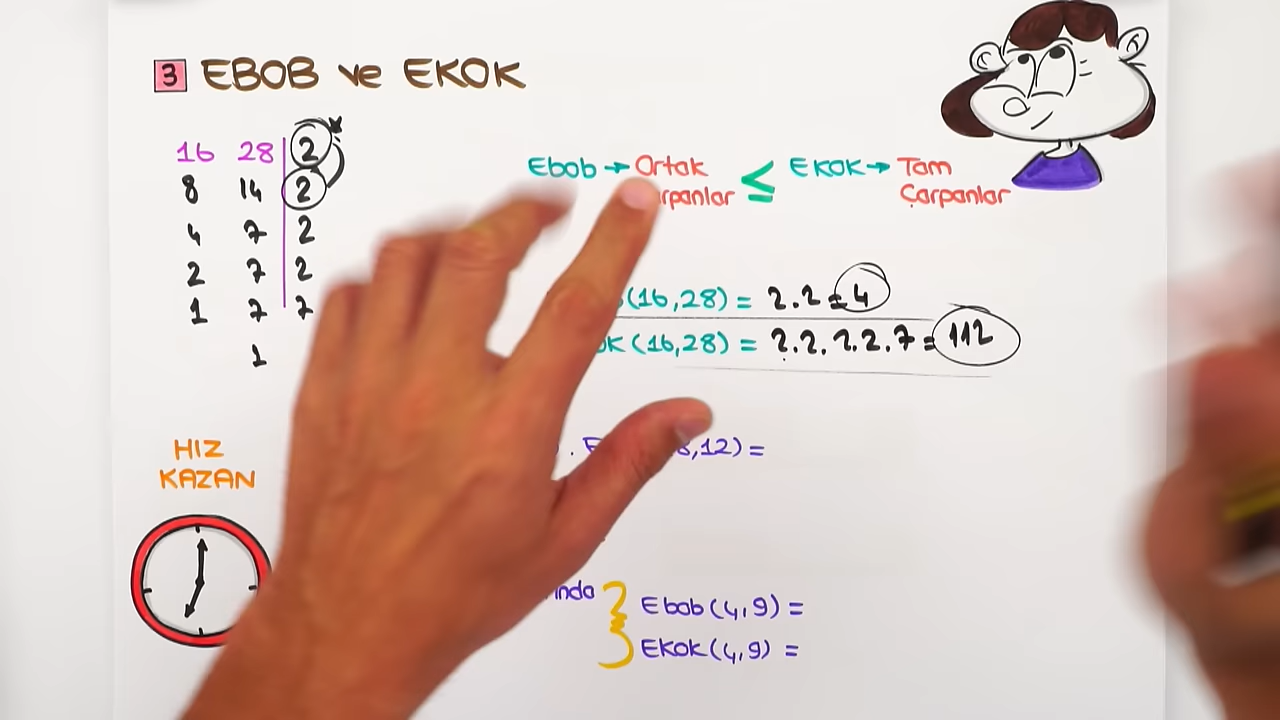 3 EBOB ve EKOK
16 28 2
8 14 2
4 7 2
2 7 2
1 7 7
1
Ebob → Ortak
rpanlar
≤
EKOK → Tam
Çarpanlar
(16,28) = 2.2 = 4
OK (16,28) = 2.2.2.2.7 = 112
HIZ
KAZAN
,12) =
ında
Ebob(4,9) =
EKOK(4,9) =